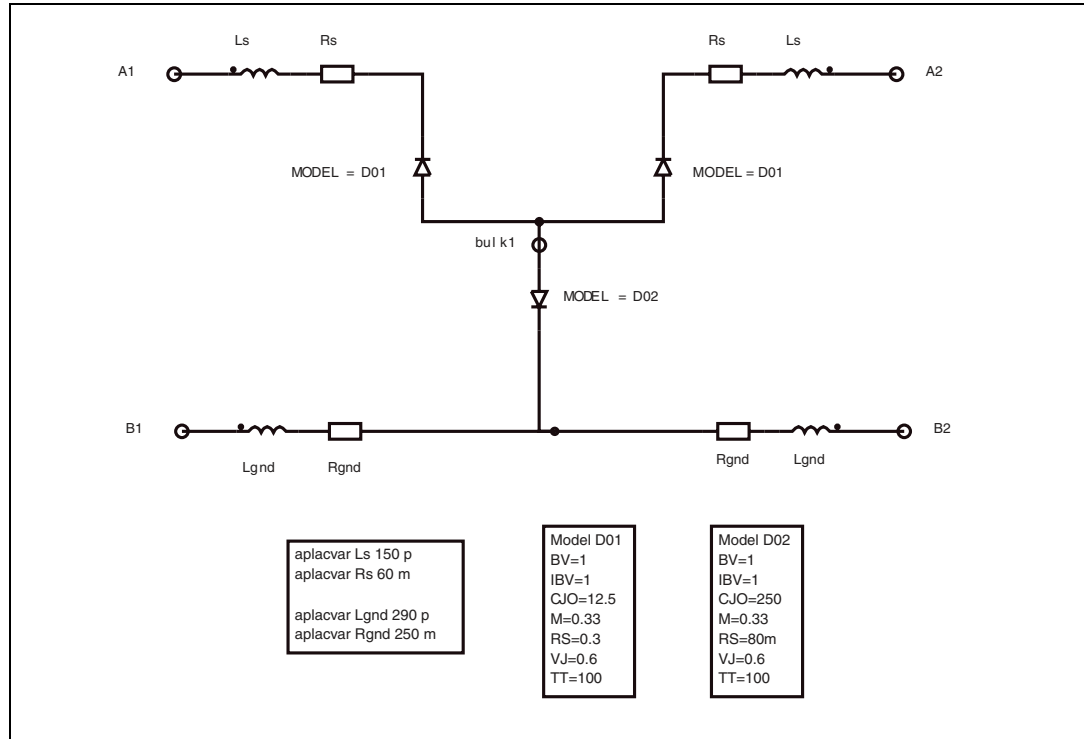 Ls
Rs
Rs
Ls
A1
A2
MODEL = D01
MODEL = D01
bul k1
MODEL = D02
B1
B2
Lgnd
Rgnd
Rgnd
Lgnd
aplacvar Ls 150 p
aplacvar Rs 60 m
aplacvar Lgnd 290 p
aplacvar Rgnd 250 m
Model D01
BV=1
IBV=1
CJO=12.5
M=0.33
RS=0.3
VJ=0.6
TT=100
Model D02
BV=1
IBV=1
CJO=250
M=0.33
RS=80m
VJ=0.6
TT=100